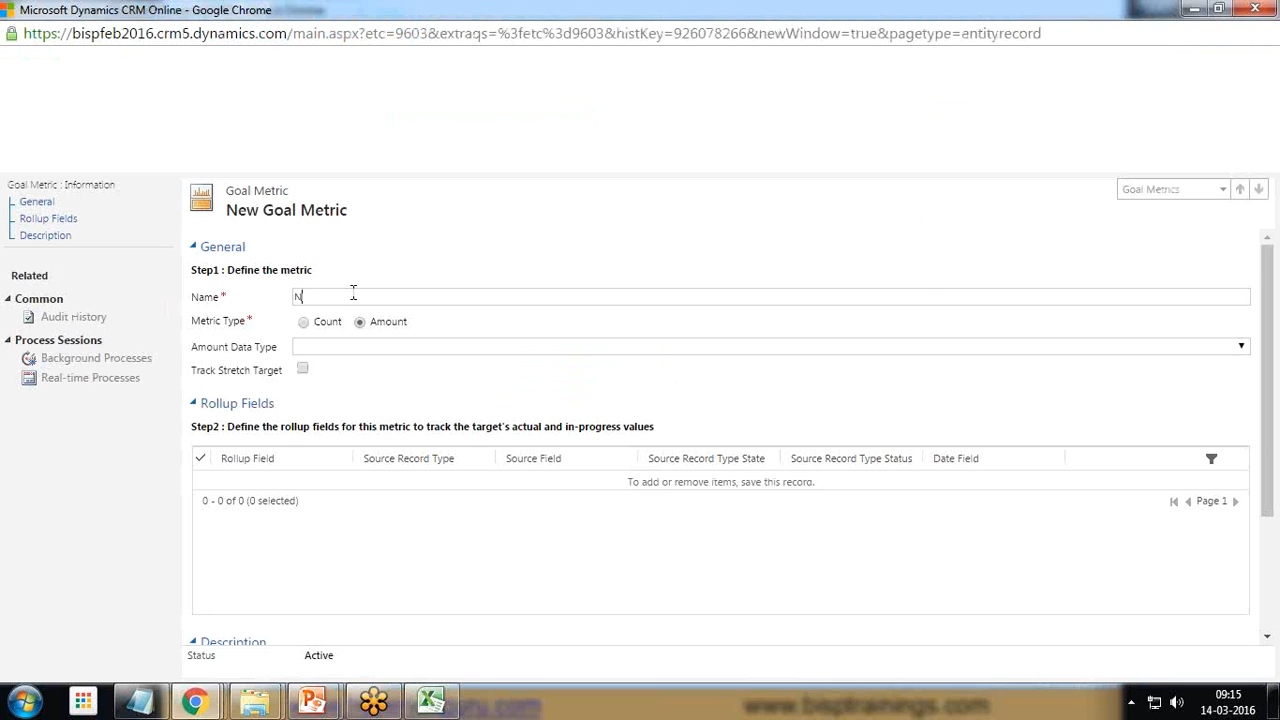 Microsoft Dynamics CRM Online - Google Chrome
https://bispfeb2016.crm5.dynamics.com/main.aspx?etc=9603&extraqs=%3fetc%3d9603&histKey=926078266&newWindow=true&pagetype=entityrecord
Goal Metric : Information
General
Rollup Fields
Description
Related
Common
Audit History
Process Sessions
Background Processes
Real-time Processes
Goal Metric
New Goal Metric
Goal Metrics
General
Step1 : Define the metric
Name *
N
Metric Type *
Count
Amount
Amount Data Type
Track Stretch Target
Rollup Fields
Step2 : Define the rollup fields for this metric to track the target's actual and in-progress values
Rollup Field
Source Record Type
Source Field
Source Record Type State
Source Record Type Status
Date Field
To add or remove items, save this record.
0 - 0 of 0 (0 selected)
Page 1
Description
Status
Active
www.bisptrainings.com
09:15
14-03-2016